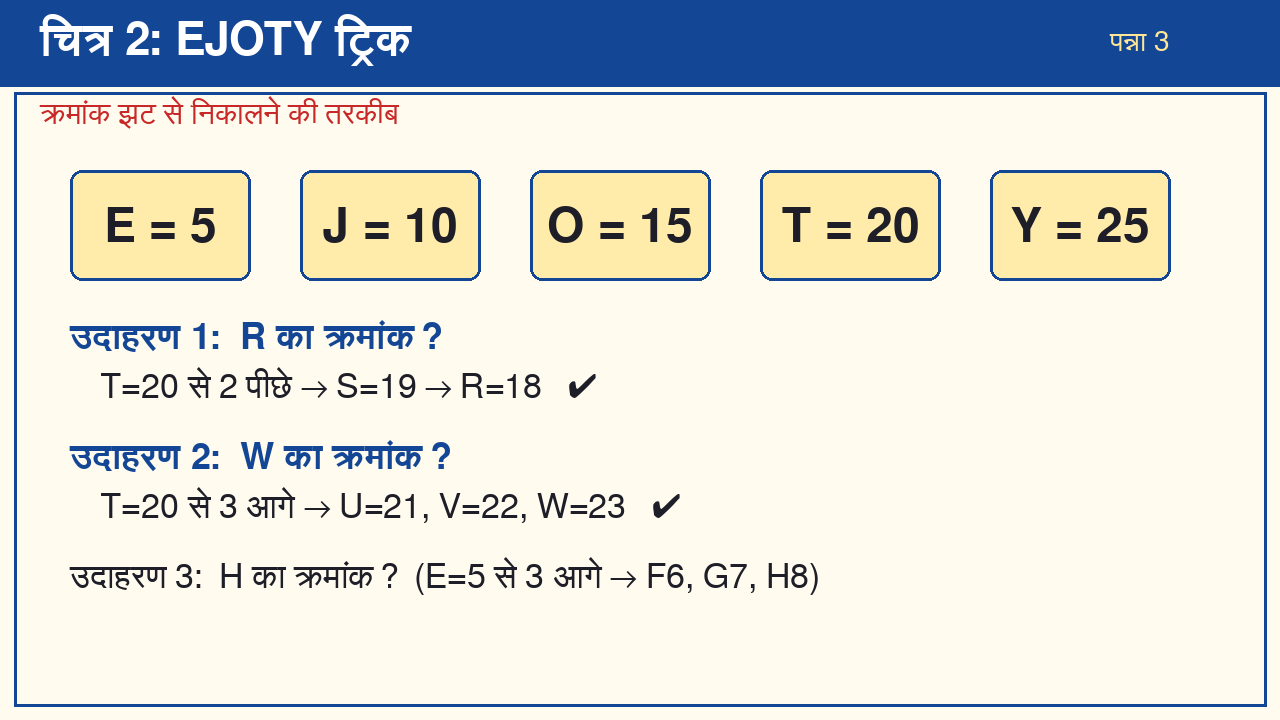 चित्र 2: EJOTY ट्रिक
पन्ना 3
क्रमांक झट से निकालने की तरकीब
E = 5 J = 10 O = 15 T = 20 Y = 25
उदाहरण 1: R का क्रमांक ?
T=20 से 2 पीछे → S=19 → R=18 ✔
उदाहरण 2: W का क्रमांक ?
T=20 से 3 आगे → U=21, V=22, W=23 ✔
उदाहरण 3: H का क्रमांक ? (E=5 से 3 आगे → F6, G7, H8)